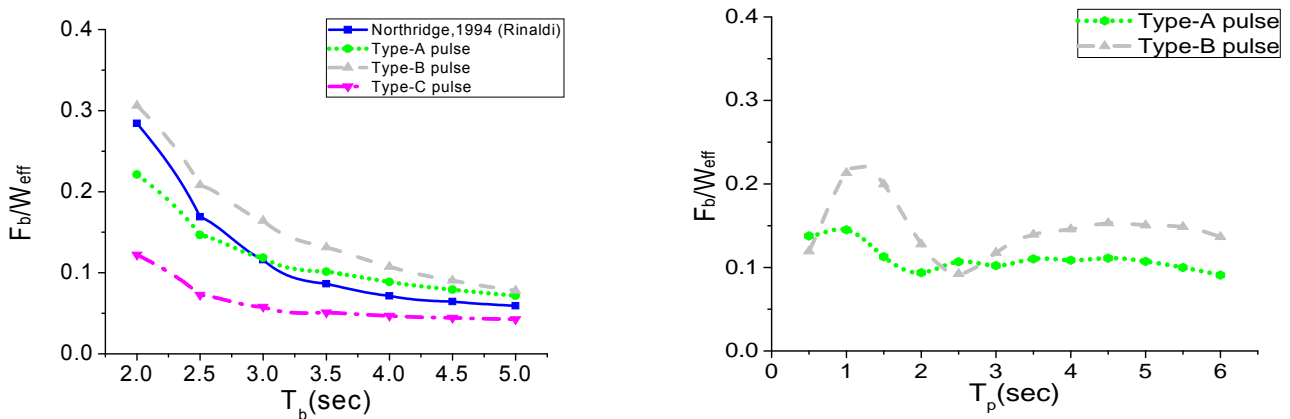 Northridge,1994 (Rinaldi)
Type-A pulse
Type-B pulse
Type-C pulse
0.4
0.3
0.2
0.1
0.0
Fb/Weff
2.0 2.5 3.0 3.5 4.0 4.5 5.0
Tb(sec)
Type-A pulse
Type-B pulse
0.4
0.3
0.2
0.1
0.0
Fb/Weff
0 1 2 3 4 5 6
Tp(sec)